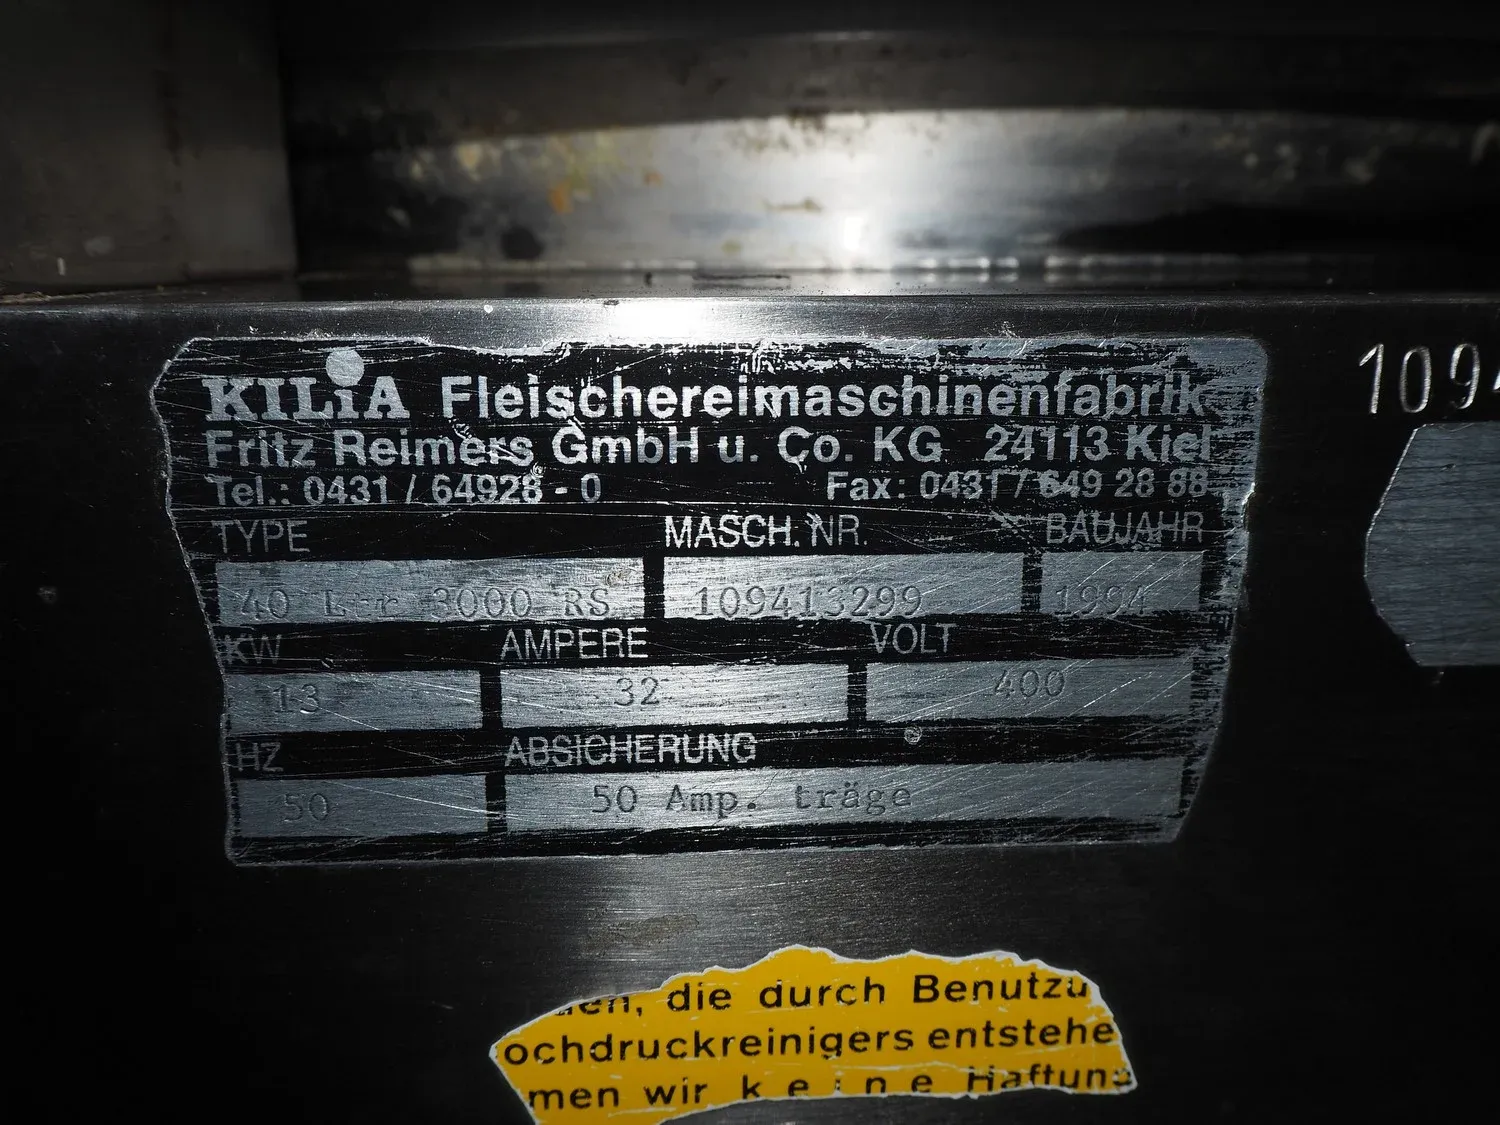 KILiA Fleischereimaschinenfabrik
Fritz Reimers GmbH u. Co. KG 24113 Kiel
Tel.: 0431 / 64928 - 0 Fax: 0431 / 649 28 88
TYPE MASCH. NR. BAUJAHR
40 L-r 3000 RS 109413299 1994
KW AMPERE VOLT
13 32 400
HZ ABSICHERUNG
50 50 Amp. träge
109
die durch Benutzu
ochdruckreinigers entstehe
men wir keine Haftung